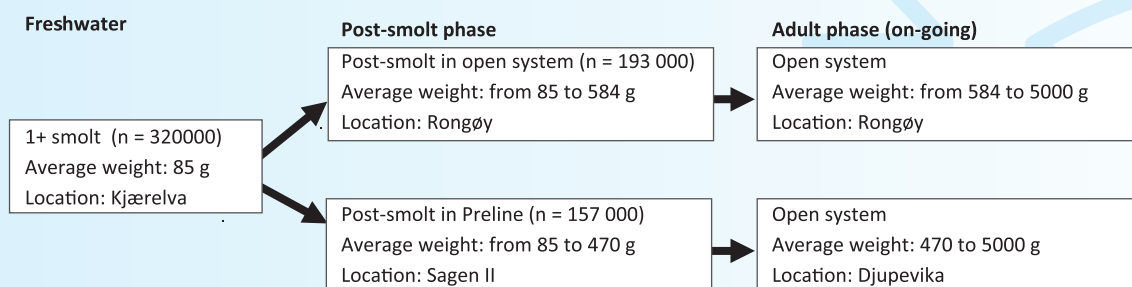 Freshwater
1+ smolt (n = 320000)
Average weight: 85 g
Location: Kjærelva
Post-smolt phase
Post-smolt in open system (n = 193 000)
Average weight: from 85 to 584 g
Location: Rongøy
Post-smolt in Preline (n = 157 000)
Average weight: from 85 to 470 g
Location: Sagen II
Adult phase (on-going)
Open system
Average weight: from 584 to 5000 g
Location: Rongøy
Open system
Average weight: 470 to 5000 g
Location: Djupevika